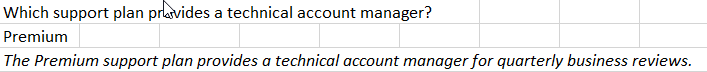 Which support plan provides a technical account manager?
Premium
The Premium support plan provides a technical account manager for quarterly business reviews.